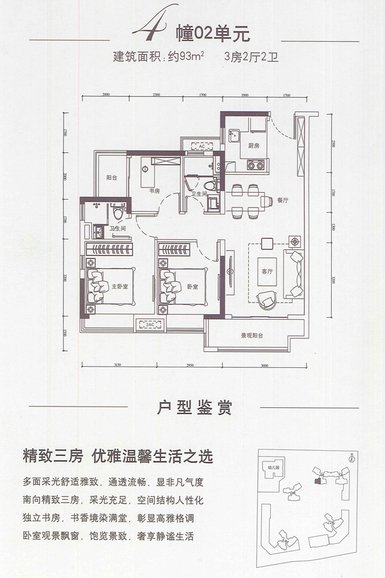 4幢02单元
建筑面积:约93m² 3房2厅2卫
厨房
阳台
书房
卫生间
餐厅
卫生间
主卧室
卧室
客厅
景观阳台
户型鉴赏
精致三房 优雅温馨生活之选
多面采光舒适雅致，通透流畅、显非凡气度
南向精致三房，采光充足，空间结构人性化
独立书房，书香境染满堂，彰显高雅格调
卧室观景飘窗，饱览景致，奢享静谧生活
幼儿园